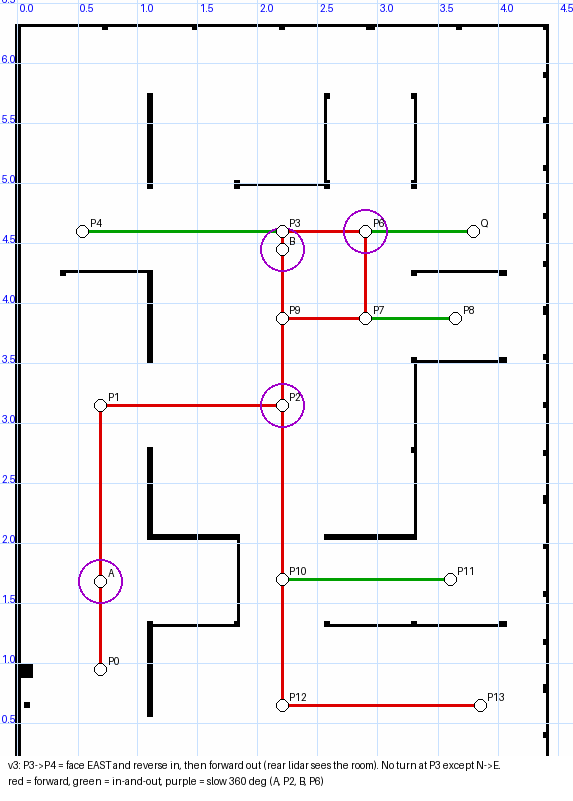 6.5 0.0 0.5 1.0 1.5 2.0 2.5 3.0 3.5 4.0 4.5
6.0
5.5
5.0
P4 P3 P6 Q
4.5
B
4.0
P9 P7 P8
3.5
P1 P2
3.0
2.5
2.0
A P10 P11
1.5
1.0
P0
P12 P13
0.5
v3: P3->P4 = face EAST and reverse in, then forward out (rear lidar sees the room). No turn at P3 except N->E.
red = forward, green = in-and-out, purple = slow 360 deg (A, P2, B, P6)